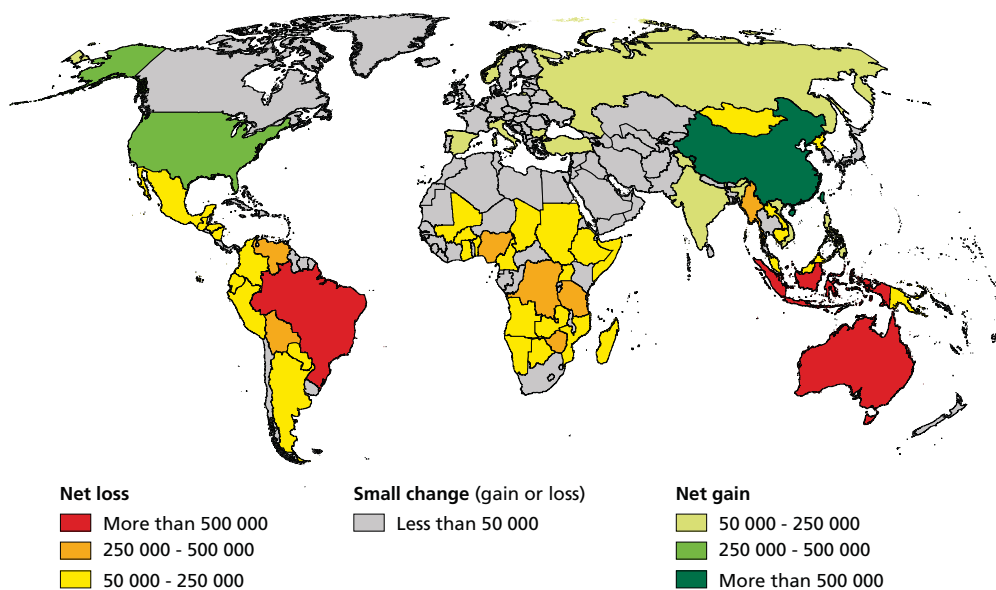 Net loss
More than 500 000
250 000 - 500 000
50 000 - 250 000
Small change (gain or loss)
Less than 50 000
Net gain
50 000 - 250 000
250 000 - 500 000
More than 500 000